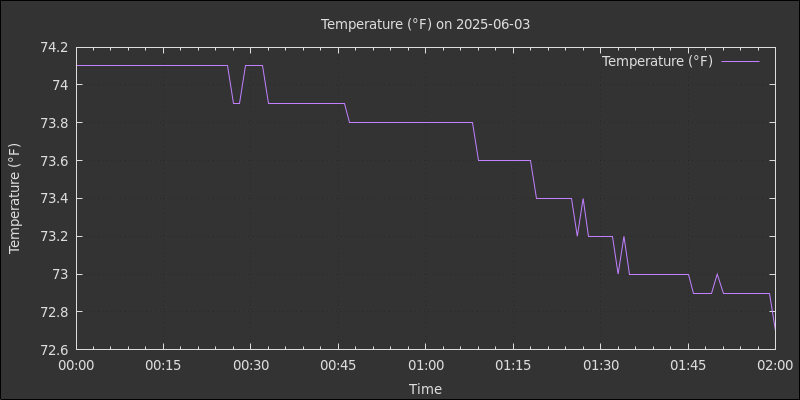 Temperature (°F) on 2025-06-03
Temperature (°F)
74.2
74
73.8
73.6
73.4
73.2
73
72.8
72.6
Temperature (°F)
00:00 00:15 00:30 00:45 01:00 01:15 01:30 01:45 02:00
Time